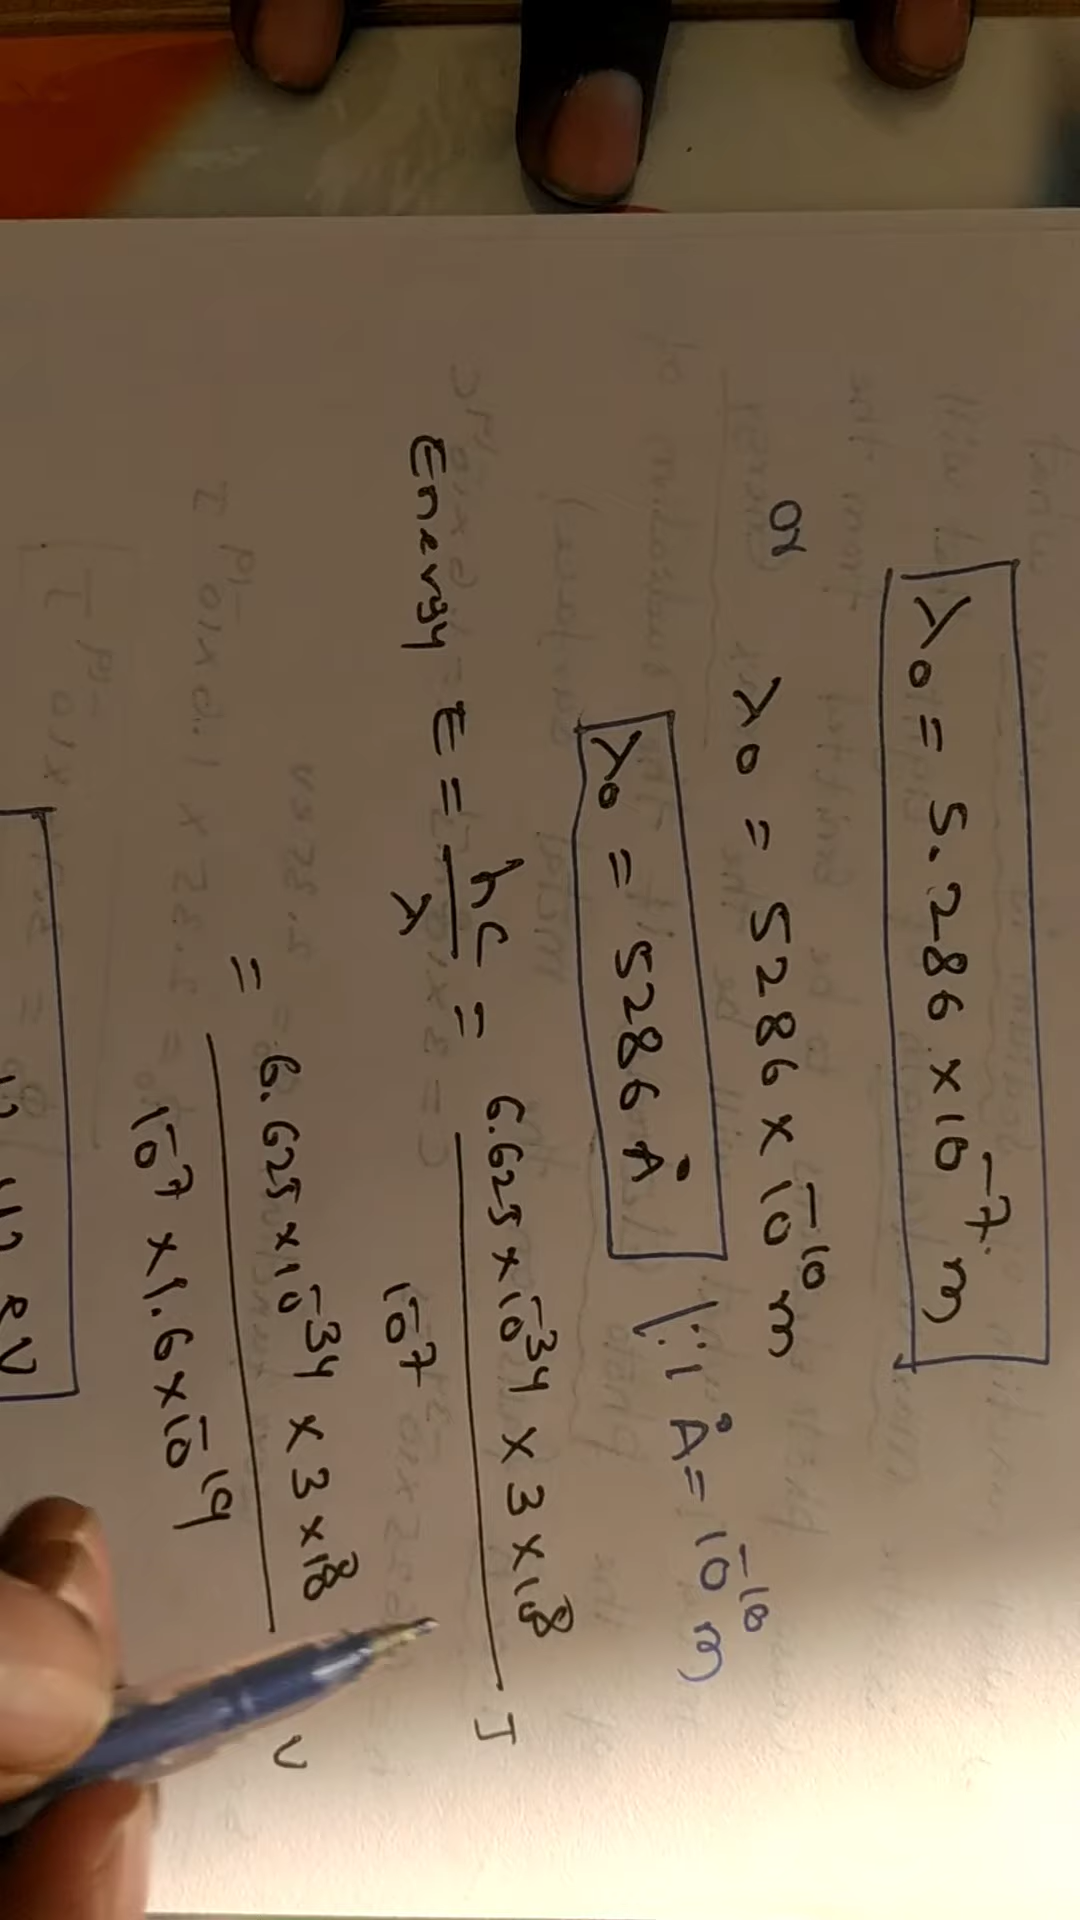 λ₀ = 5.286 × 10⁻⁷ m
or λ₀ = 5286 × 10⁻¹⁰ m
λ₀ = 5286 Å \∵ 1 Å = 10⁻¹⁰ m
Energy E = hc/λ = 6.625 × 10⁻³⁴ × 3 × 10⁸ / 10⁻⁷ J
= 6.625 × 10⁻³⁴ × 3 × 10⁸ / 10⁻⁷ × 1.6 × 10⁻¹⁹